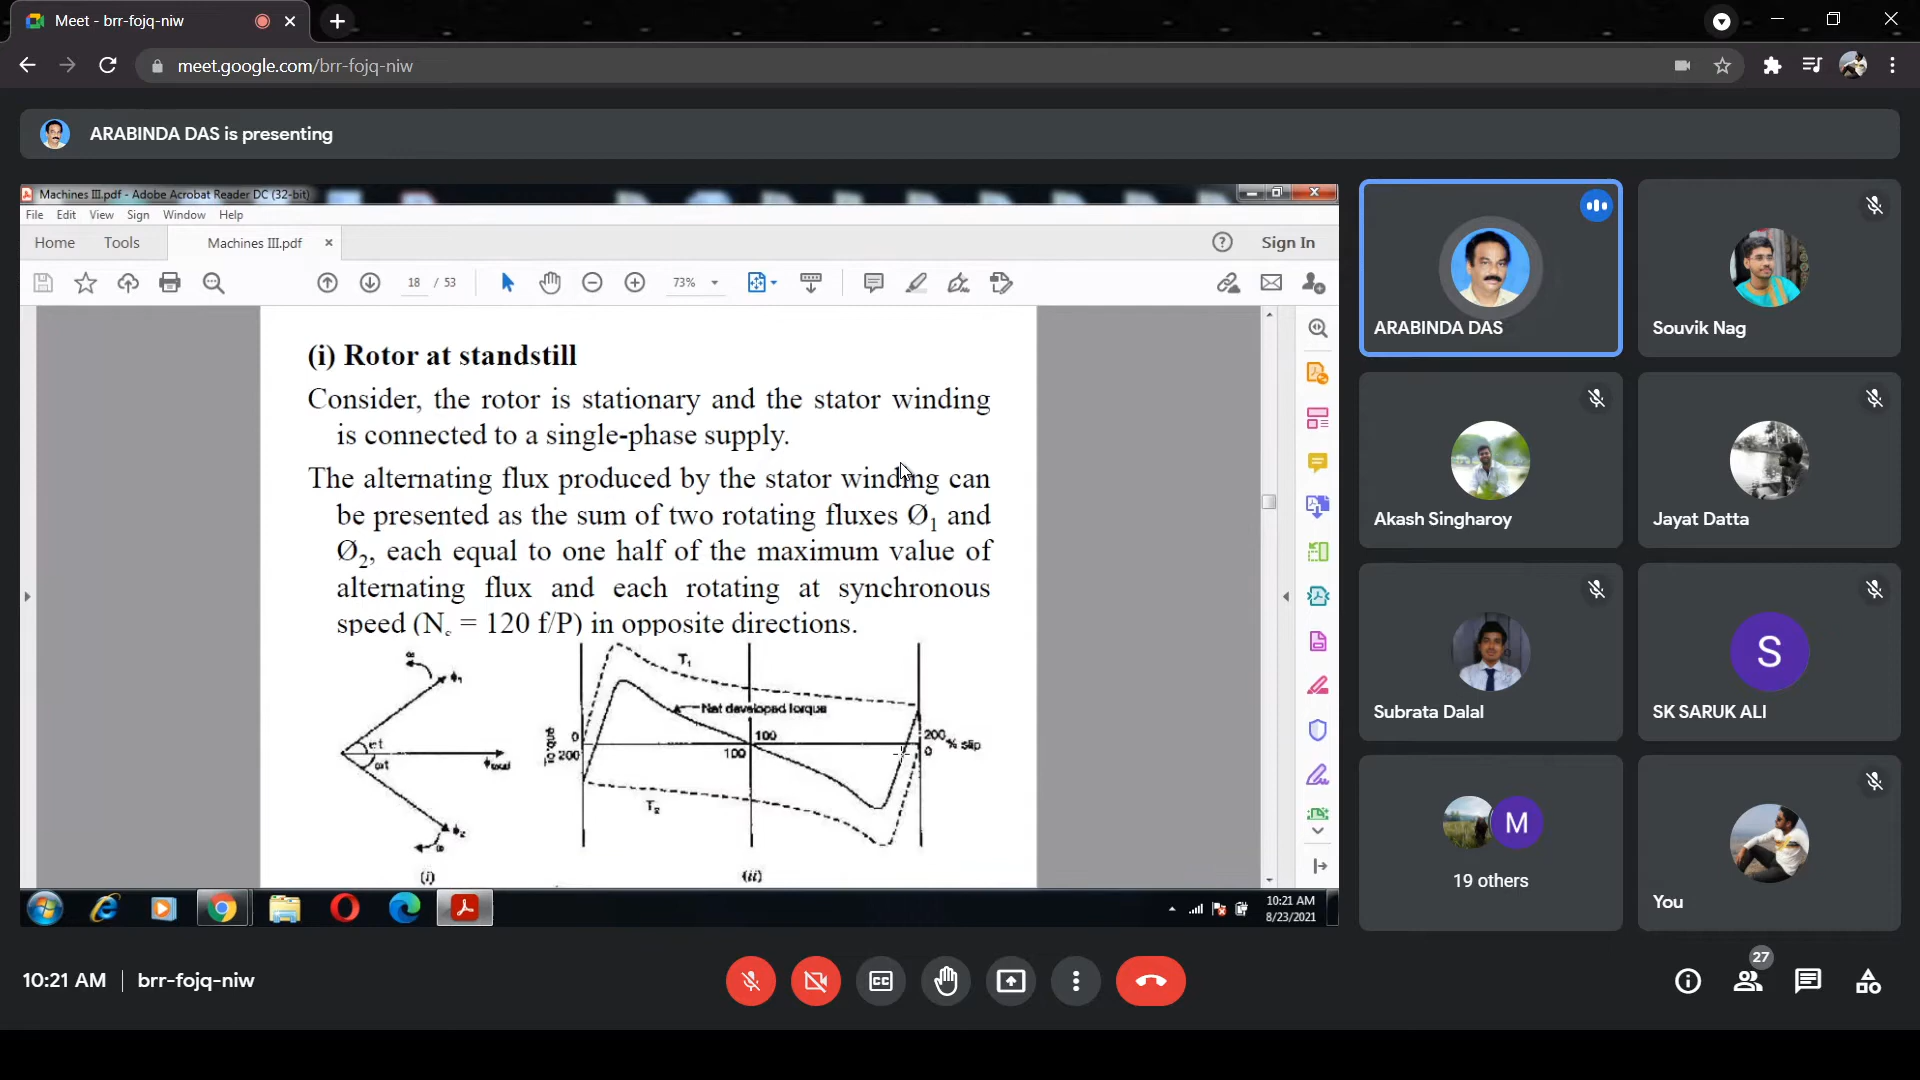 Meet - brr-fojq-niw
meet.google.com/brr-fojq-niw
ARABINDA DAS is presenting
Machines III.pdf - Adobe Acrobat Reader DC (32-bit)
File Edit View Sign Window Help
Home Tools Machines III.pdf Sign In
18 / 53 73%
(i) Rotor at standstill
Consider, the rotor is stationary and the stator winding
is connected to a single-phase supply.
The alternating flux produced by the stator winding can
be presented as the sum of two rotating fluxes Ø1 and
Ø2, each equal to one half of the maximum value of
alternating flux and each rotating at synchronous
speed (Ns = 120 f/P) in opposite directions.
T1
ϕ1
Net developed torque
0
200
100
100
200
0
% slip
ϕ2
T2
(i)
(ii)
10:21 AM
8/23/2021
ARABINDA DAS
Souvik Nag
Akash Singharoy
Jayat Datta
Subrata Dalal
S
SK SARUK ALI
M
19 others
You
10:21 AM | brr-fojq-niw
CC
27